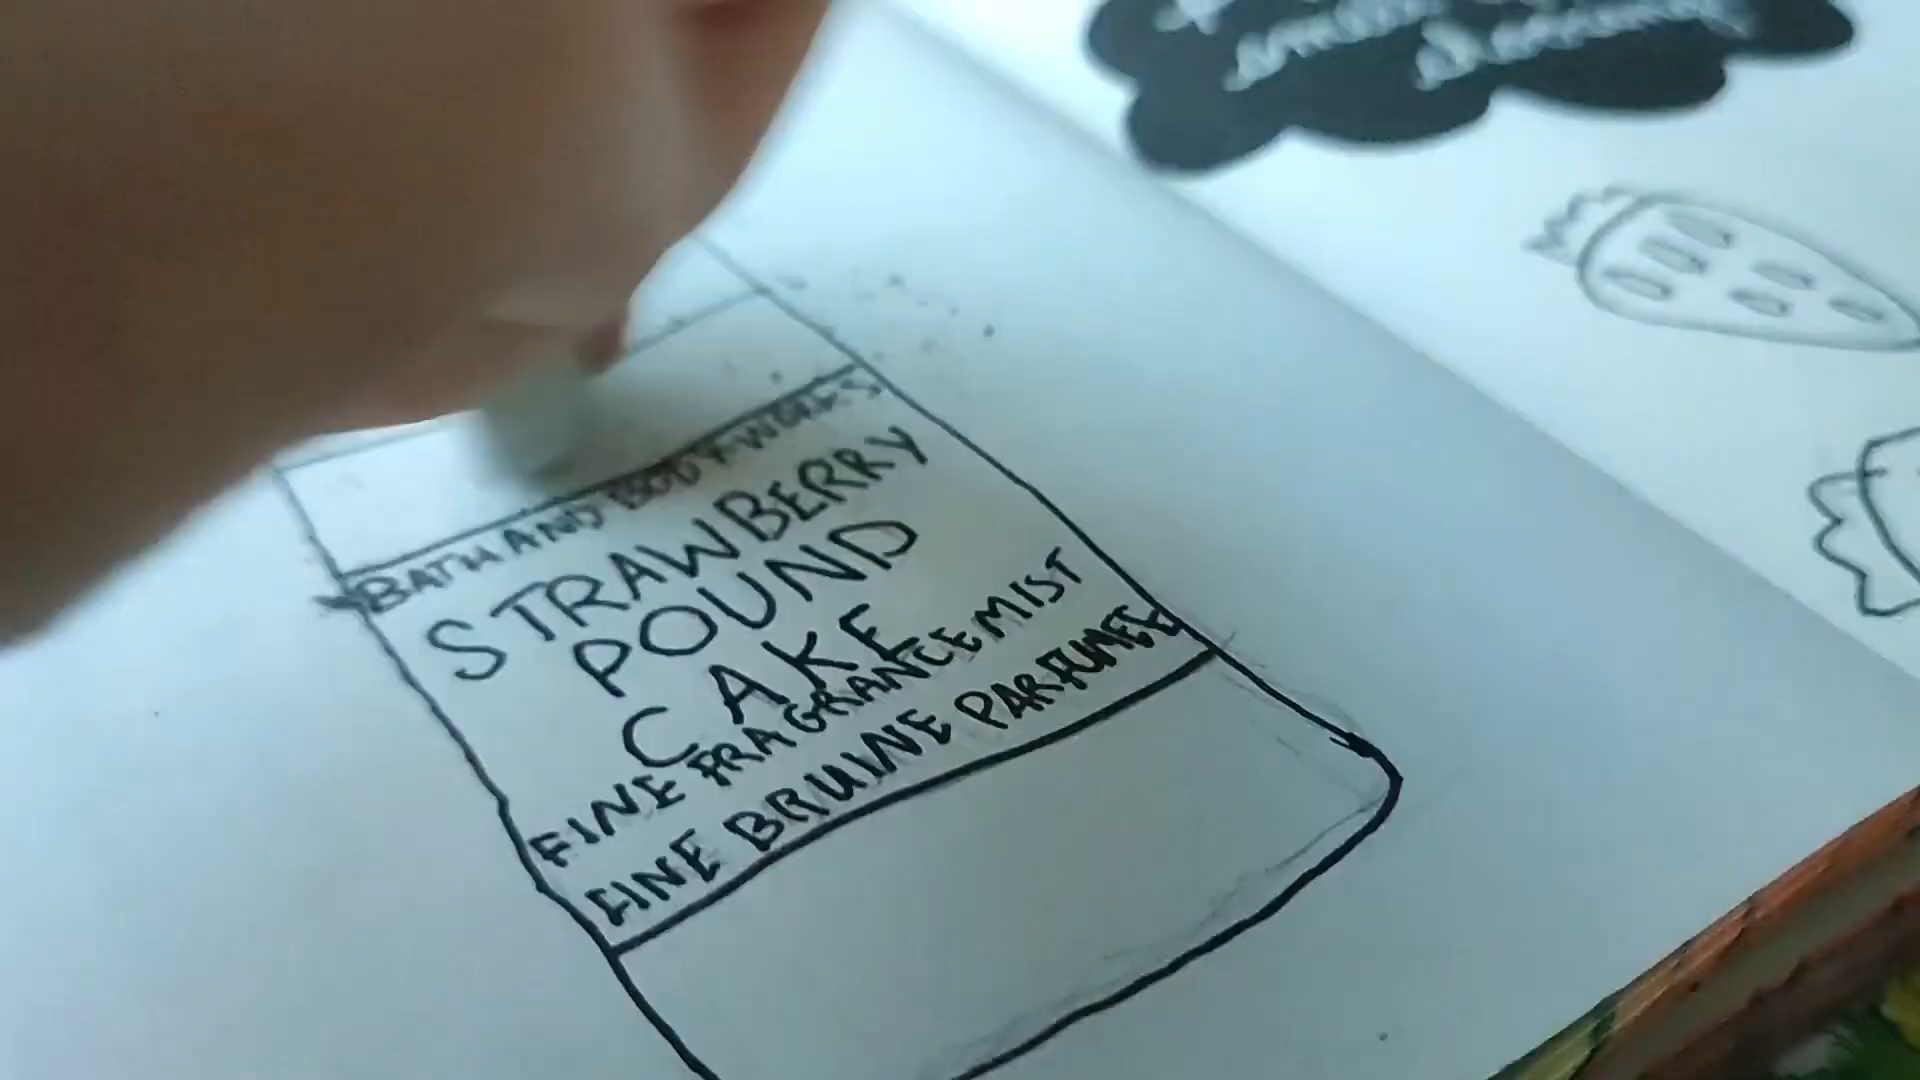 BATH AND BODY WORKS
STRAWBERRY
POUND
CAKE
FINE FRAGRANCE MIST
FINE BRUINE PARFUMEE